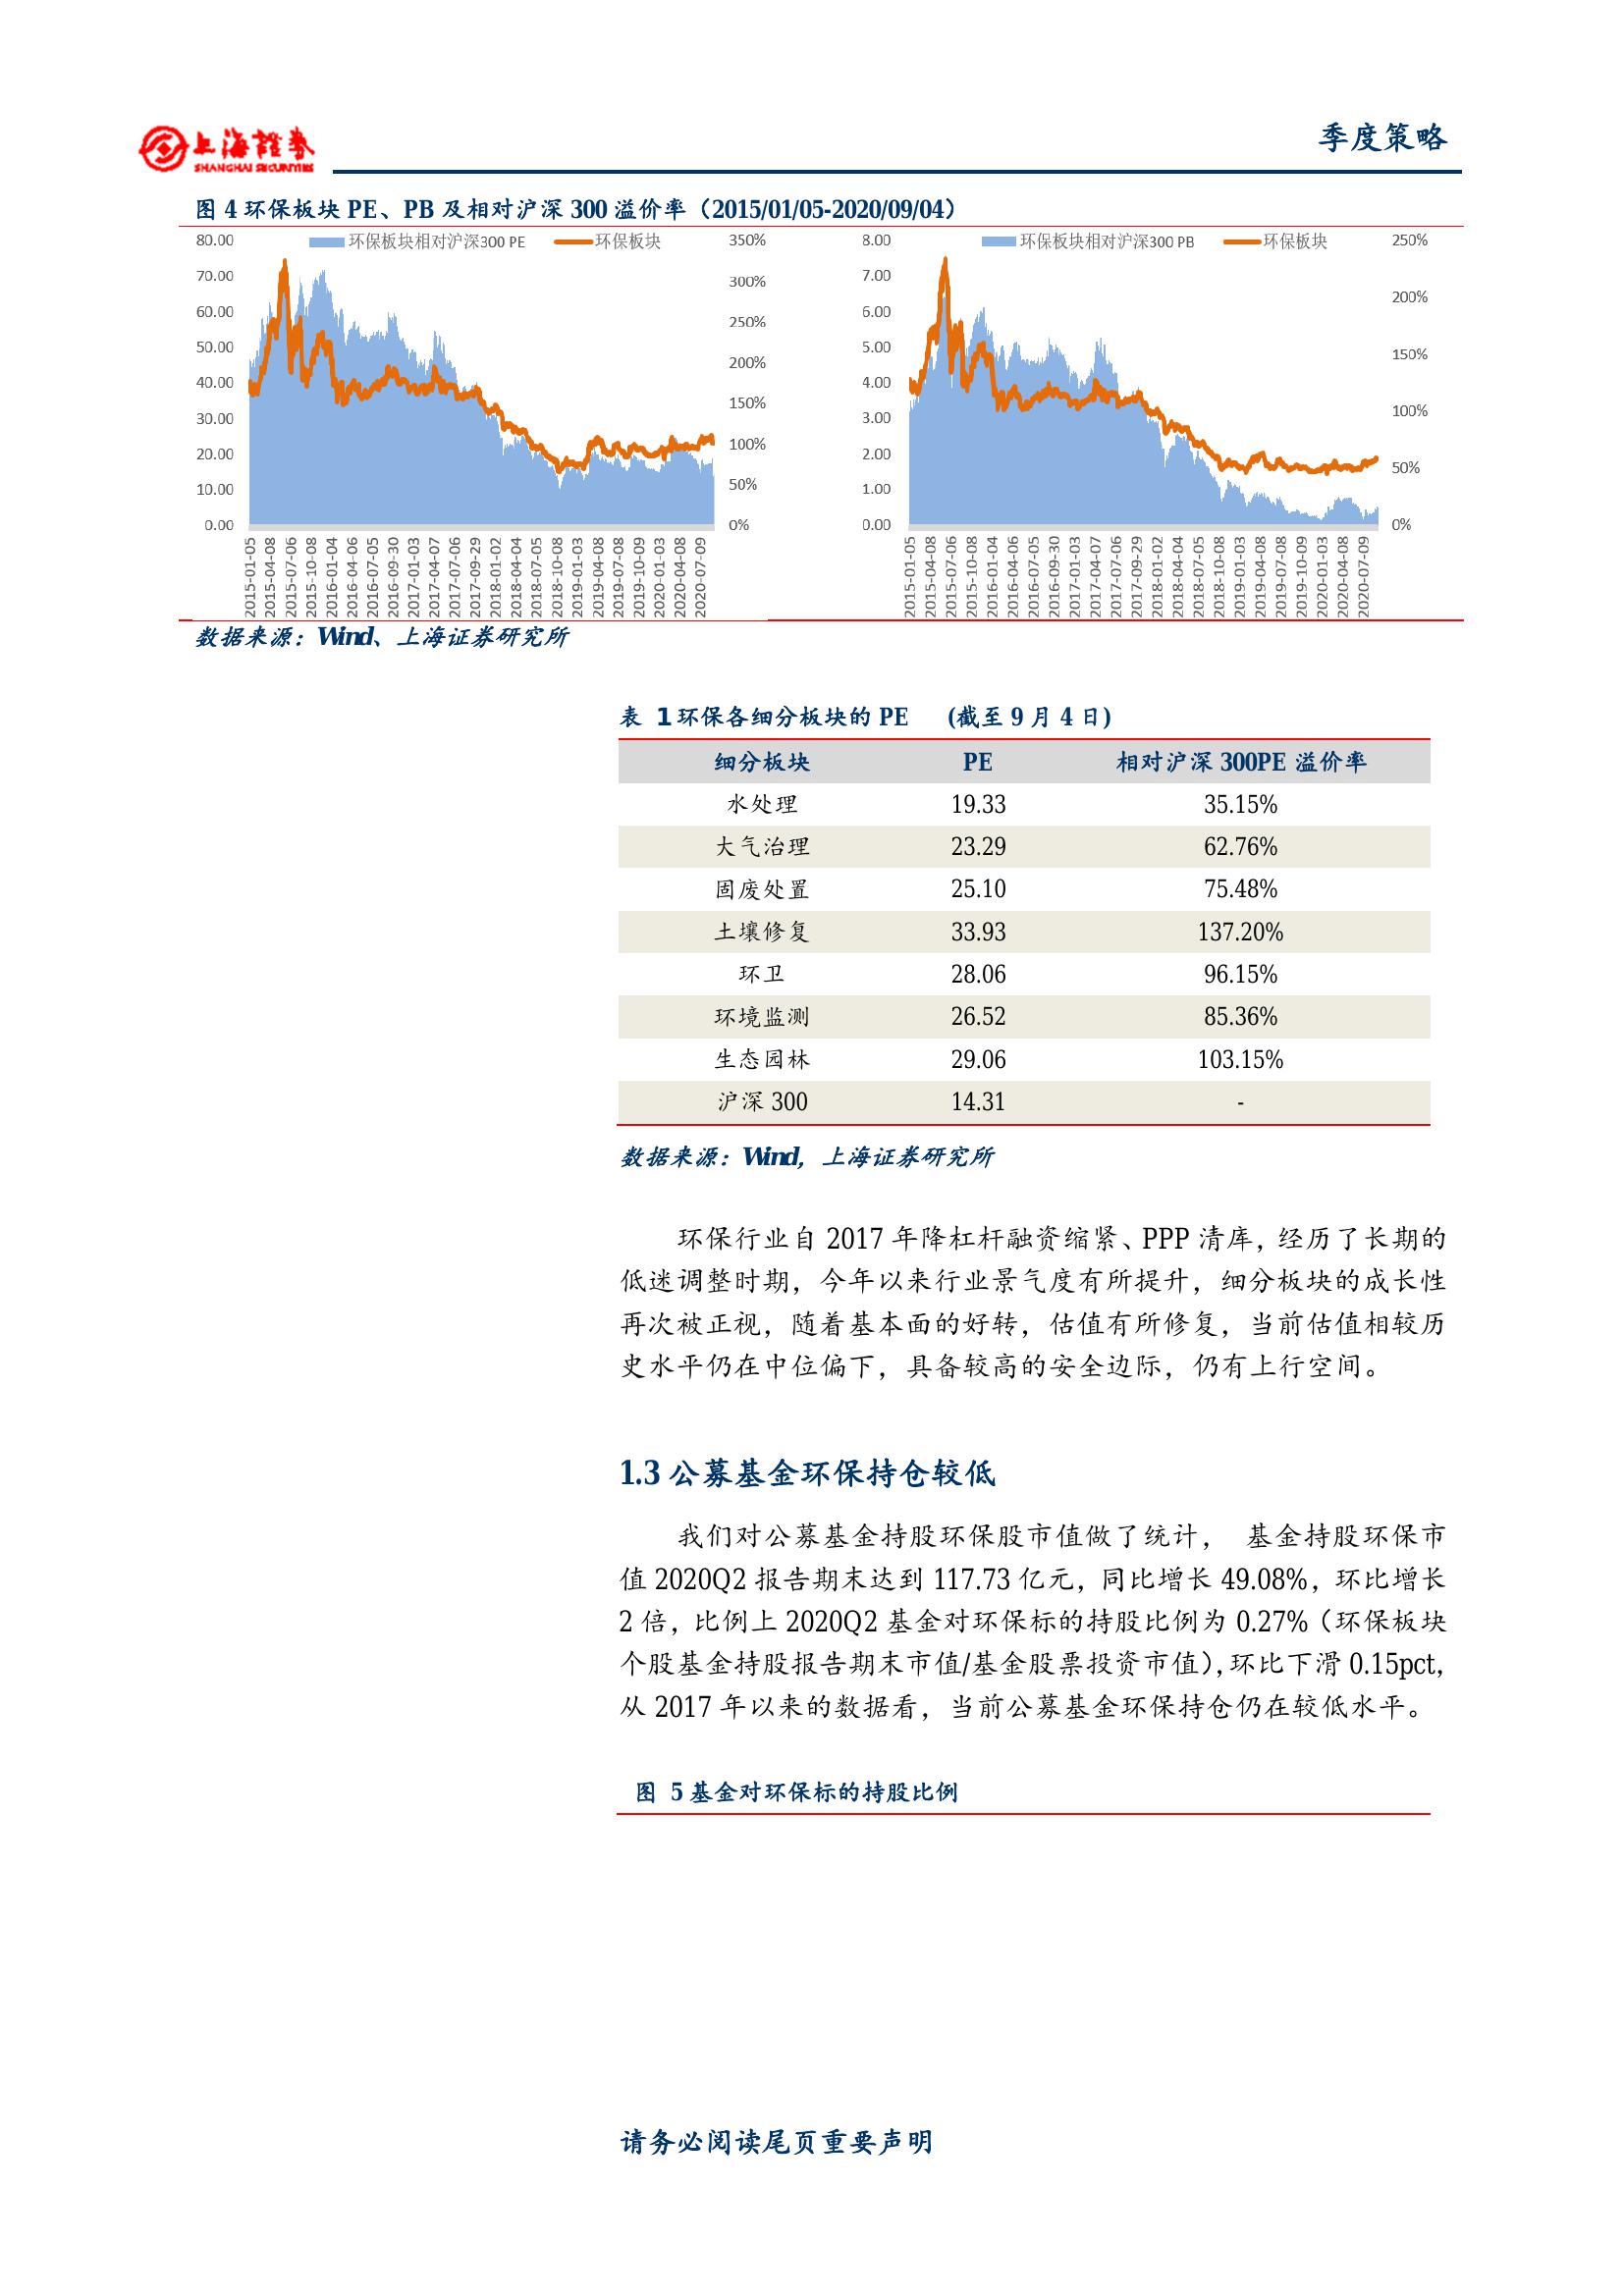 上海證券
SHANGHAI SECURITIES
季度策略
图 4 环保板块 PE、PB 及相对沪深 300 溢价率（2015/01/05-2020/09/04）
环保板块相对沪深300 PE 环保板块
80.00
70.00
60.00
50.00
40.00
30.00
20.00
10.00
0.00
350%
300%
250%
200%
150%
100%
50%
0%
2015-01-05
2015-04-08
2015-07-06
2015-10-08
2016-01-04
2016-04-06
2016-07-05
2016-09-30
2017-01-03
2017-04-07
2017-07-06
2017-09-29
2018-01-02
2018-04-04
2018-07-05
2018-10-08
2019-01-03
2019-04-08
2019-07-08
2019-10-09
2020-01-03
2020-04-08
2020-07-09
环保板块相对沪深300 PB 环保板块
8.00
7.00
6.00
5.00
4.00
3.00
2.00
1.00
0.00
250%
200%
150%
100%
50%
0%
2015-01-05
2015-04-08
2015-07-06
2015-10-08
2016-01-04
2016-04-06
2016-07-05
2016-09-30
2017-01-03
2017-04-07
2017-07-06
2017-09-29
2018-01-02
2018-04-04
2018-07-05
2018-10-08
2019-01-03
2019-04-08
2019-07-08
2019-10-09
2020-01-03
2020-04-08
2020-07-09
数据来源：Wind、上海证券研究所
表 1 环保各细分板块的 PE (截至 9 月 4 日)
细分板块 PE 相对沪深 300PE 溢价率
水处理 19.33 35.15%
大气治理 23.29 62.76%
固废处置 25.10 75.48%
土壤修复 33.93 137.20%
环卫 28.06 96.15%
环境监测 26.52 85.36%
生态园林 29.06 103.15%
沪深 300 14.31 -
数据来源：Wind，上海证券研究所
环保行业自 2017 年降杠杆融资缩紧、PPP 清库，经历了长期的
低迷调整时期，今年以来行业景气度有所提升，细分板块的成长性
再次被正视，随着基本面的好转，估值有所修复，当前估值相较历
史水平仍在中位偏下，具备较高的安全边际，仍有上行空间。
1.3 公募基金环保持仓较低
我们对公募基金持股环保股市值做了统计， 基金持股环保市
值 2020Q2 报告期末达到 117.73 亿元，同比增长 49.08%，环比增长
2 倍，比例上 2020Q2 基金对环保标的持股比例为 0.27%（环保板块
个股基金持股报告期末市值/基金股票投资市值），环比下滑 0.15pct，
从 2017 年以来的数据看，当前公募基金环保持仓仍在较低水平。
图 5 基金对环保标的持股比例
请务必阅读尾页重要声明